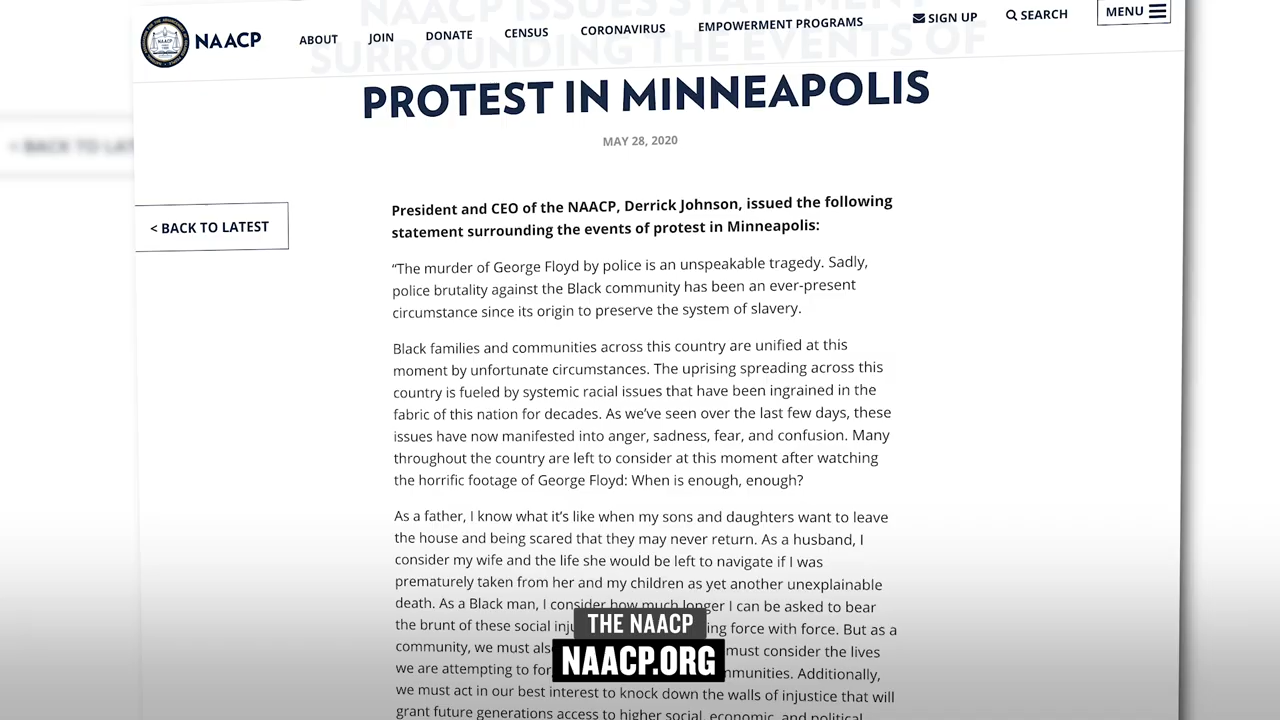 NAACP ISSUES STATEMENT
SURROUNDING THE EVENTS OF
NAACP
ABOUT
JOIN
DONATE
CENSUS
CORONAVIRUS
EMPOWERMENT PROGRAMS
SIGN UP
SEARCH
MENU
PROTEST IN MINNEAPOLIS
MAY 28, 2020
< BACK TO LAT
< BACK TO LATEST
President and CEO of the NAACP, Derrick Johnson, issued the following
statement surrounding the events of protest in Minneapolis:
“The murder of George Floyd by police is an unspeakable tragedy. Sadly,
police brutality against the Black community has been an ever-present
circumstance since its origin to preserve the system of slavery.
Black families and communities across this country are unified at this
moment by unfortunate circumstances. The uprising spreading across this
country is fueled by systemic racial issues that have been ingrained in the
fabric of this nation for decades. As we’ve seen over the last few days, these
issues have now manifested into anger, sadness, fear, and confusion. Many
throughout the country are left to consider at this moment after watching
the horrific footage of George Floyd: When is enough, enough?
As a father, I know what it’s like when my sons and daughters want to leave
the house and being scared that they may never return. As a husband, I
consider my wife and the life she would be left to navigate if I was
prematurely taken from her and my children as yet another unexplainable
death. As a Black man, I consider how much longer I can be asked to bear
the brunt of these social inju ing force with force. But as a
community, we must als must consider the lives
we are attempting to for mmunities. Additionally,
we must act in our best interest to knock down the walls of injustice that will
grant future generations access to higher social, economic, and political
THE NAACP
NAACP.ORG